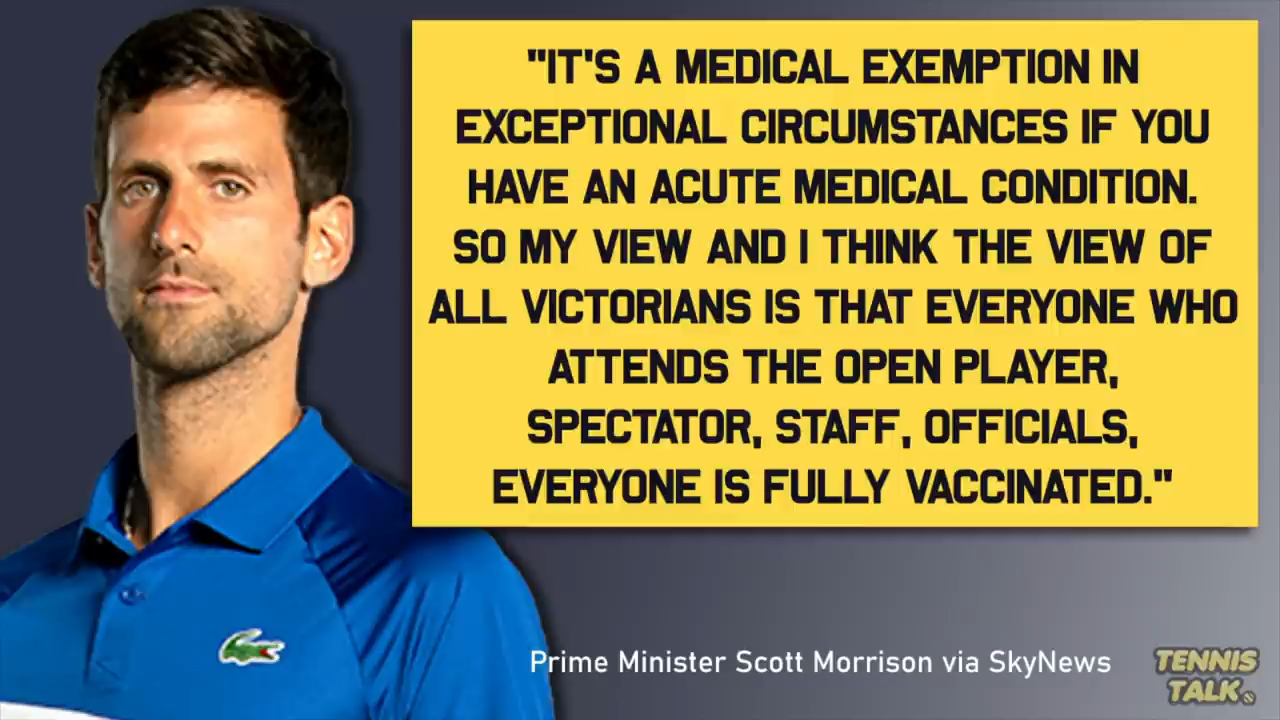 "IT'S A MEDICAL EXEMPTION IN
EXCEPTIONAL CIRCUMSTANCES IF YOU
HAVE AN ACUTE MEDICAL CONDITION.
SO MY VIEW AND I THINK THE VIEW OF
ALL VICTORIANS IS THAT EVERYONE WHO
ATTENDS THE OPEN PLAYER,
SPECTATOR, STAFF, OFFICIALS,
EVERYONE IS FULLY VACCINATED."
Prime Minister Scott Morrison via SkyNews
TENNIS
TALK